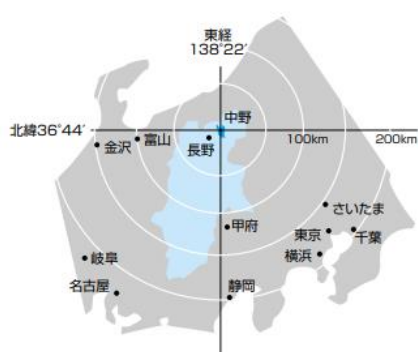 東経
138°22′
中野
北緯36°44′
100km
200km
金沢
富山
長野
さいたま
甲府
東京
千葉
横浜
岐阜
名古屋
静岡